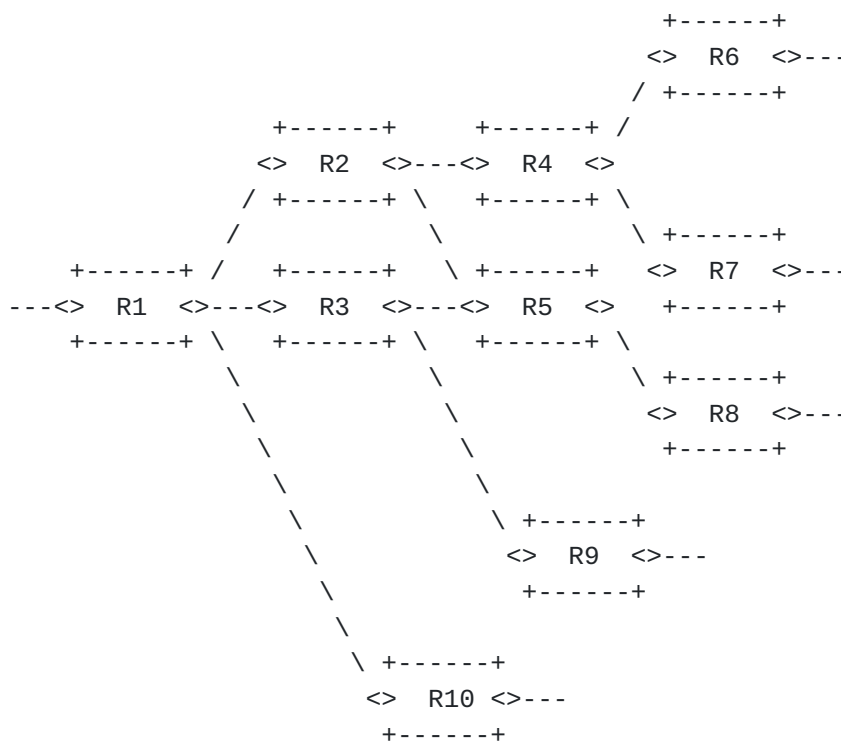 +------+
                                          <>  R6  <>---
                                         / +------+
                  +------+     +------+ /
                 <>  R2  <>---<>  R4  <>
                / +------+ \   +------+ \
               /            \            \ +------+
     +------+ /   +------+   \ +------+   <>  R7  <>---
 ---<>  R1  <>---<>  R3  <>---<>  R5  <>   +------+
     +------+ \   +------+ \   +------+ \
               \            \            \ +------+
                \            \            <>  R8  <>---
                 \            \            +------+
                  \            \
                   \            \ +------+
                    \            <>  R9  <>---
                     \            +------+
                      \
                       \ +------+
                        <>  R10 <>---
                         +------+